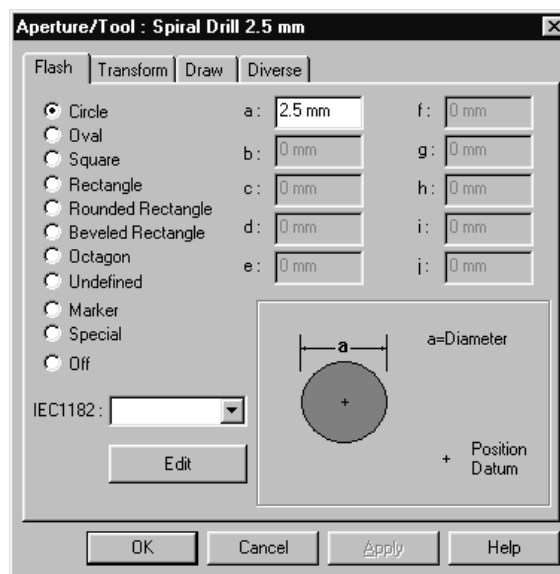 Aperture/Tool : Spiral Drill 2.5 mm
Flash Transform Draw Diverse
Circle
Oval
Square
Rectangle
Rounded Rectangle
Beveled Rectangle
Octagon
Undefined
Marker
Special
Off
a : 2.5 mm
b : 0 mm
c : 0 mm
d : 0 mm
e : 0 mm
f : 0 mm
g : 0 mm
h : 0 mm
i : 0 mm
j : 0 mm
IEC1182 :
Edit
a
a=Diameter
+ Position
Datum
OK Cancel Apply Help